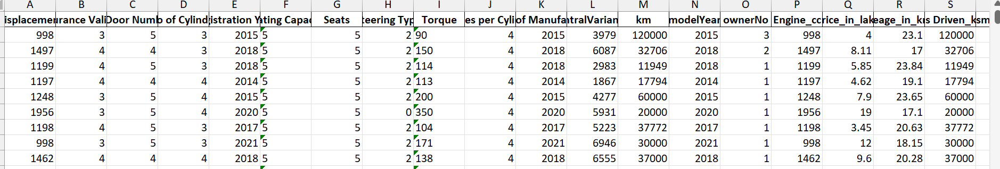 A B C D E F G H I J K L M N O P Q R S
isplacemen urance Vali Door Numb o of Cylind istration Y ating Capac Seats teering Typ Torque es per Cylin of Manufa ntralVarian km modelYear ownerNo Engine_cc rice_in_lak eage_in_k s Driven_k sm
998 3 5 3 2015 5 5 2 90 4 2015 3979 120000 2015 3 998 4 23.1 120000
1497 4 4 3 2018 5 5 2 150 4 2018 6087 32706 2018 2 1497 8.11 17 32706
1199 4 5 3 2018 5 5 2 114 4 2018 2983 11949 2018 1 1199 5.85 23.84 11949
1197 4 4 4 2014 5 5 2 113 4 2014 1867 17794 2014 1 1197 4.62 19.1 17794
1248 3 5 4 2015 5 5 2 200 4 2015 4277 60000 2015 1 1248 7.9 23.65 60000
1956 3 5 4 2020 5 5 0 350 4 2020 5931 20000 2020 1 1956 19 17.1 20000
1198 4 5 3 2017 5 5 2 104 4 2017 5223 37772 2017 1 1198 3.45 20.63 37772
998 3 5 3 2021 5 5 2 171 4 2021 6946 30000 2021 1 998 12 18.15 30000
1462 4 4 4 2018 5 5 2 138 4 2018 6555 37000 2018 1 1462 9.6 20.28 37000